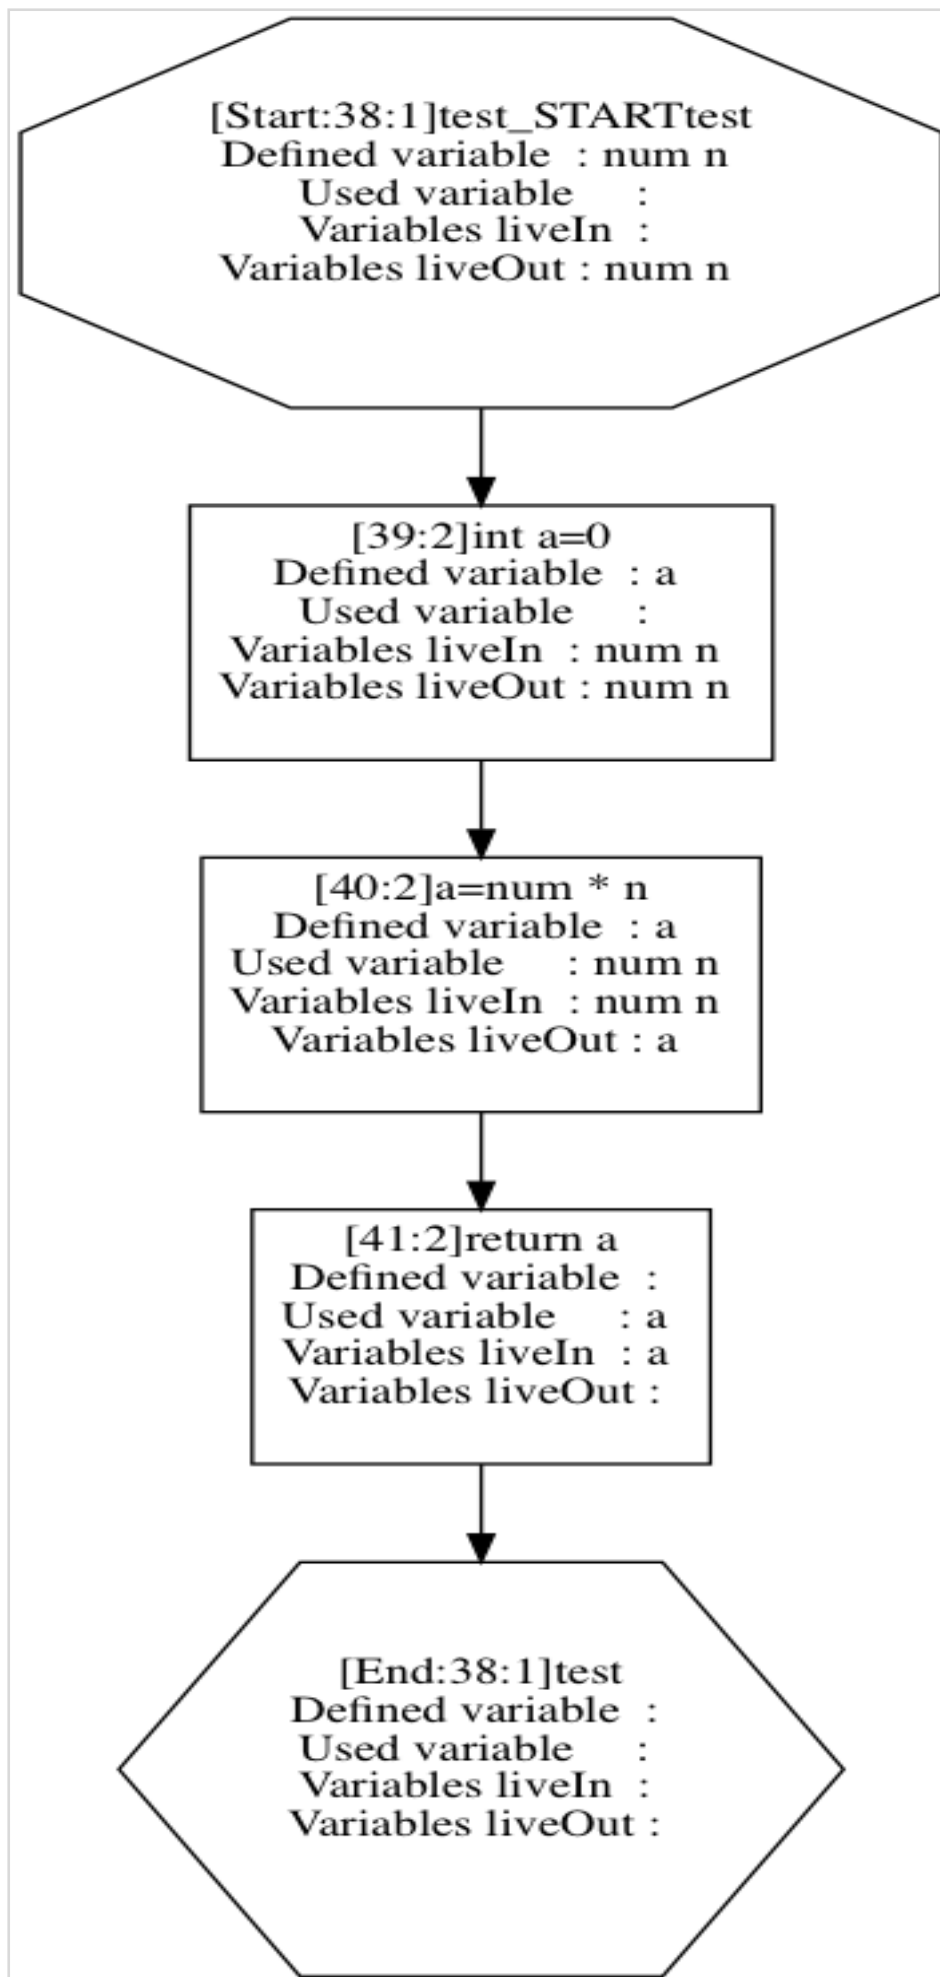 [Start:38:1]test_STARTtest
Defined variable : num n
Used variable :
Variables liveIn :
Variables liveOut : num n
[39:2]int a=0
Defined variable : a
Used variable :
Variables liveIn : num n
Variables liveOut : num n
[40:2]a=num * n
Defined variable : a
Used variable : num n
Variables liveIn : num n
Variables liveOut : a
[41:2]return a
Defined variable :
Used variable : a
Variables liveIn : a
Variables liveOut :
[End:38:1]test
Defined variable :
Used variable :
Variables liveIn :
Variables liveOut :